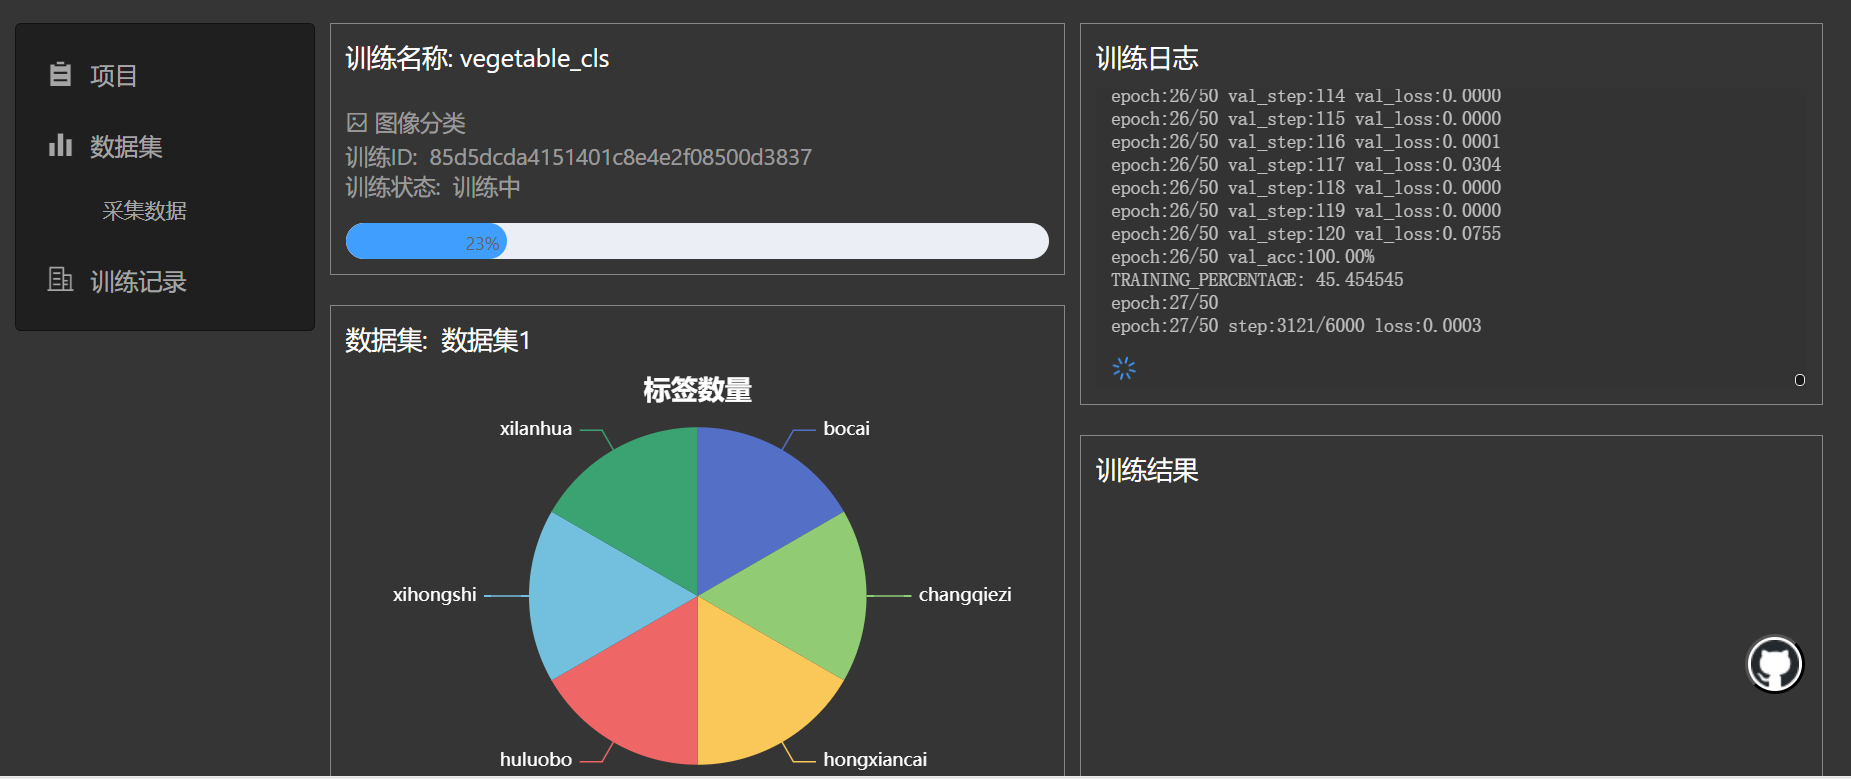 项目
数据集
采集数据
训练记录
训练名称: vegetable_cls
图像分类
训练ID: 85d5dcda4151401c8e4e2f08500d3837
训练状态: 训练中
23%
数据集: 数据集1
标签数量
xilanhua
bocai
xihongshi
changqiezi
huluobo
hongxiancai
训练日志
epoch:26/50 val_step:114 val_loss:0.0000
epoch:26/50 val_step:115 val_loss:0.0000
epoch:26/50 val_step:116 val_loss:0.0001
epoch:26/50 val_step:117 val_loss:0.0304
epoch:26/50 val_step:118 val_loss:0.0000
epoch:26/50 val_step:119 val_loss:0.0000
epoch:26/50 val_step:120 val_loss:0.0755
epoch:26/50 val_acc:100.00%
TRAINING_PERCENTAGE: 45.454545
epoch:27/50
epoch:27/50 step:3121/6000 loss:0.0003
训练结果